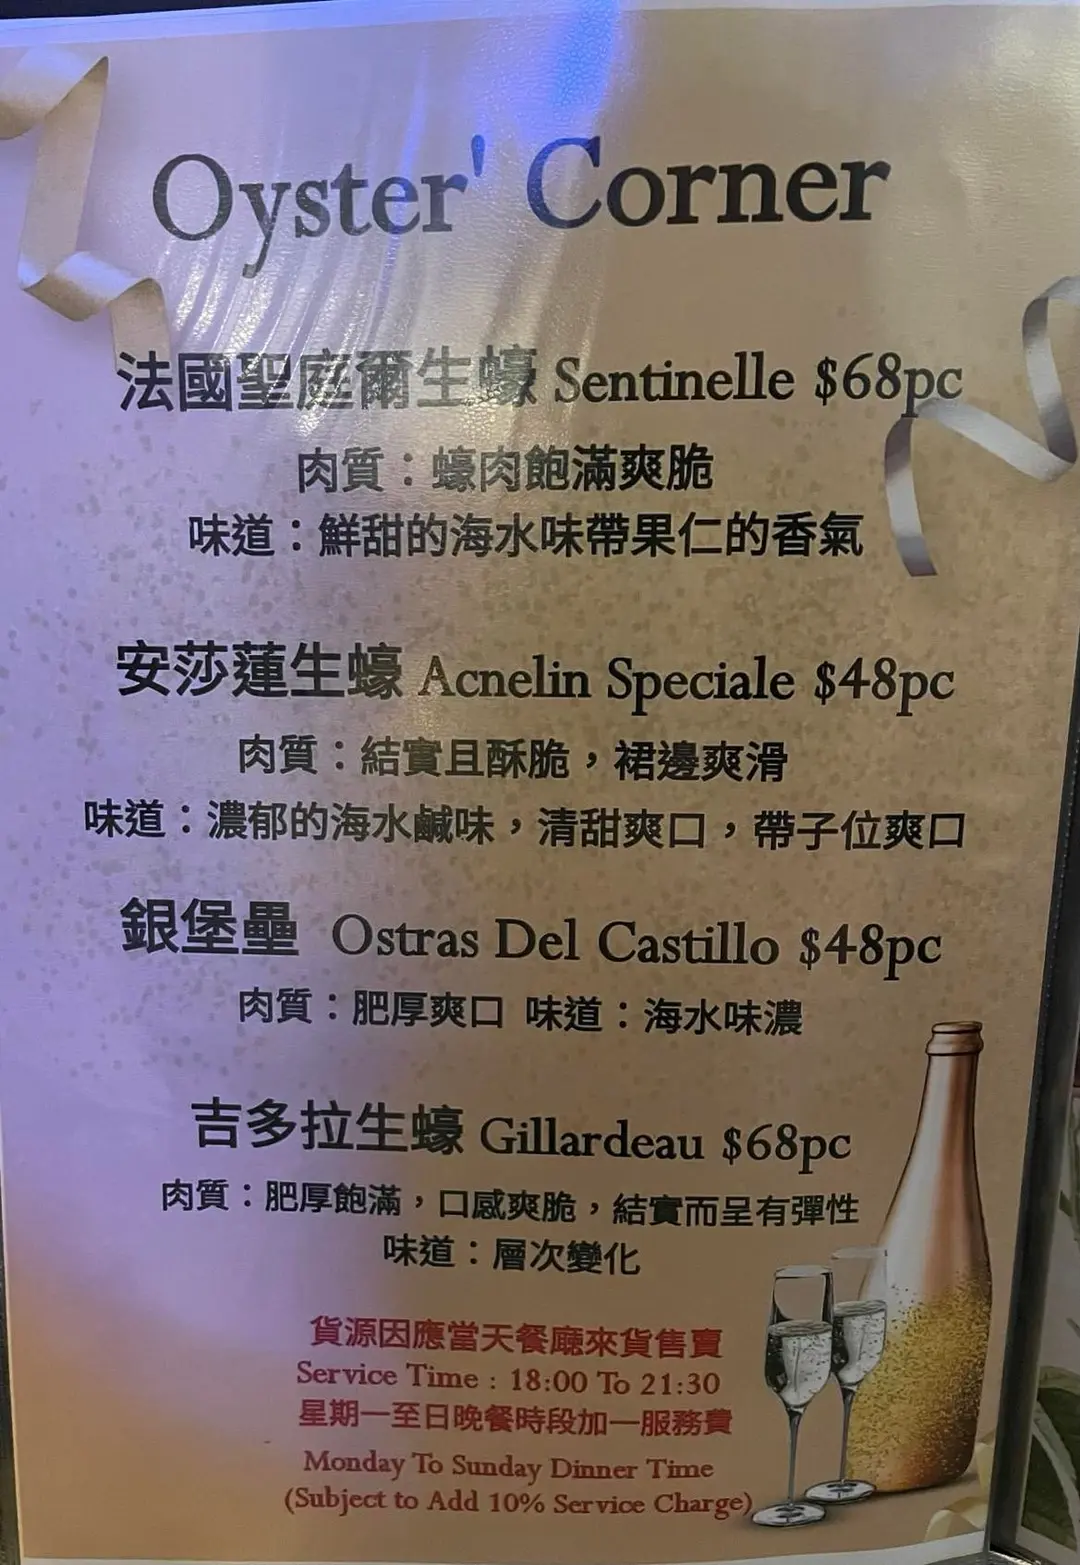 Oyster' Corner
法國聖庭爾生蠔 Sentinelle $68pc
肉質：蠔肉飽滿爽脆
味道：鮮甜的海水味帶果仁的香氣
安莎蓮生蠔 Acnelin Speciale $48pc
肉質：結實且酥脆，裙邊爽滑
味道：濃郁的海水鹹味，清甜爽口，帶子位爽口
銀堡壘 Ostras Del Castillo $48pc
肉質：肥厚爽口 味道：海水味濃
吉多拉生蠔 Gillardeau $68pc
肉質：肥厚飽滿，口感爽脆，結實而呈有彈性
味道：層次變化
貨源因應當天餐廳來貨售賣
Service Time : 18:00 To 21:30
星期一至日晚餐時段加一服務費
Monday To Sunday Dinner Time
(Subject to Add 10% Service Charge)